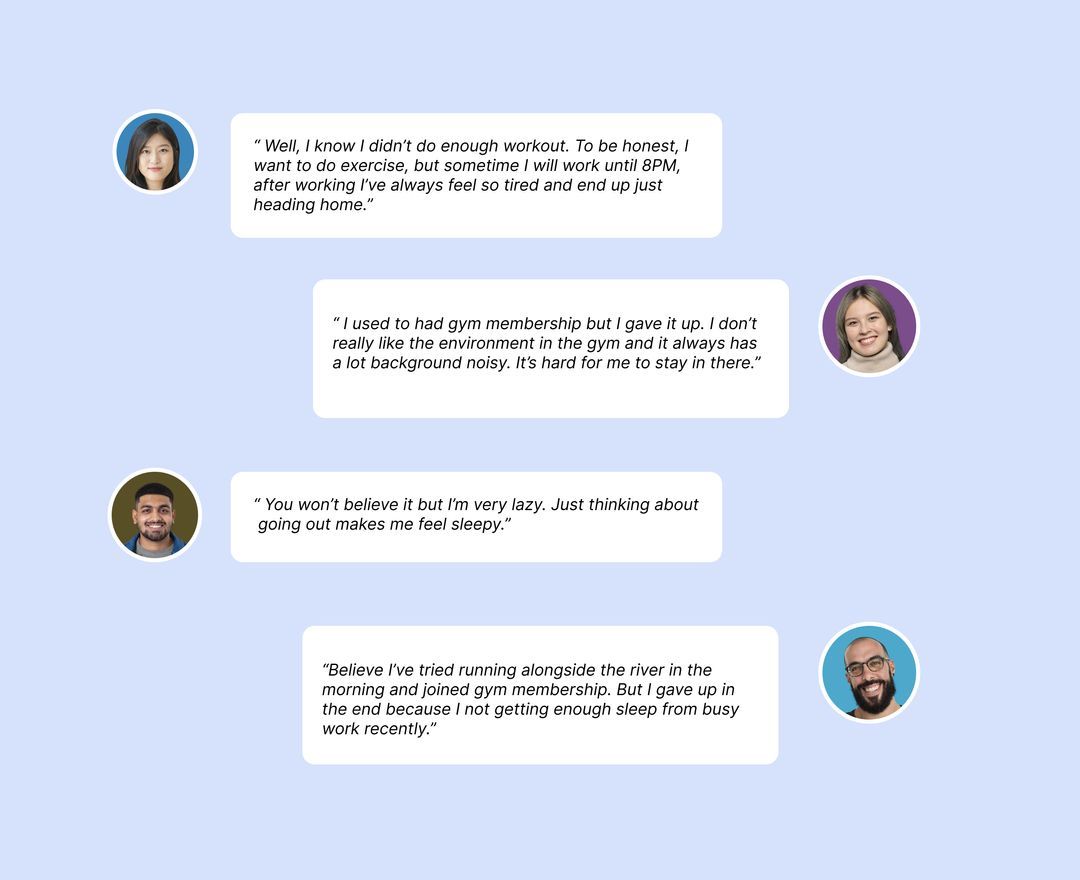 “ Well, I know I didn’t do enough workout. To be honest, I
want to do exercise, but sometime I will work until 8PM,
after working I’ve always feel so tired and end up just
heading home.”
“ I used to had gym membership but I gave it up. I don’t
really like the environment in the gym and it always has
a lot background noisy. It’s hard for me to stay in there.”
“ You won’t believe it but I’m very lazy. Just thinking about
going out makes me feel sleepy.”
“Believe I’ve tried running alongside the river in the
morning and joined gym membership. But I gave up in
the end because I not getting enough sleep from busy
work recently.”